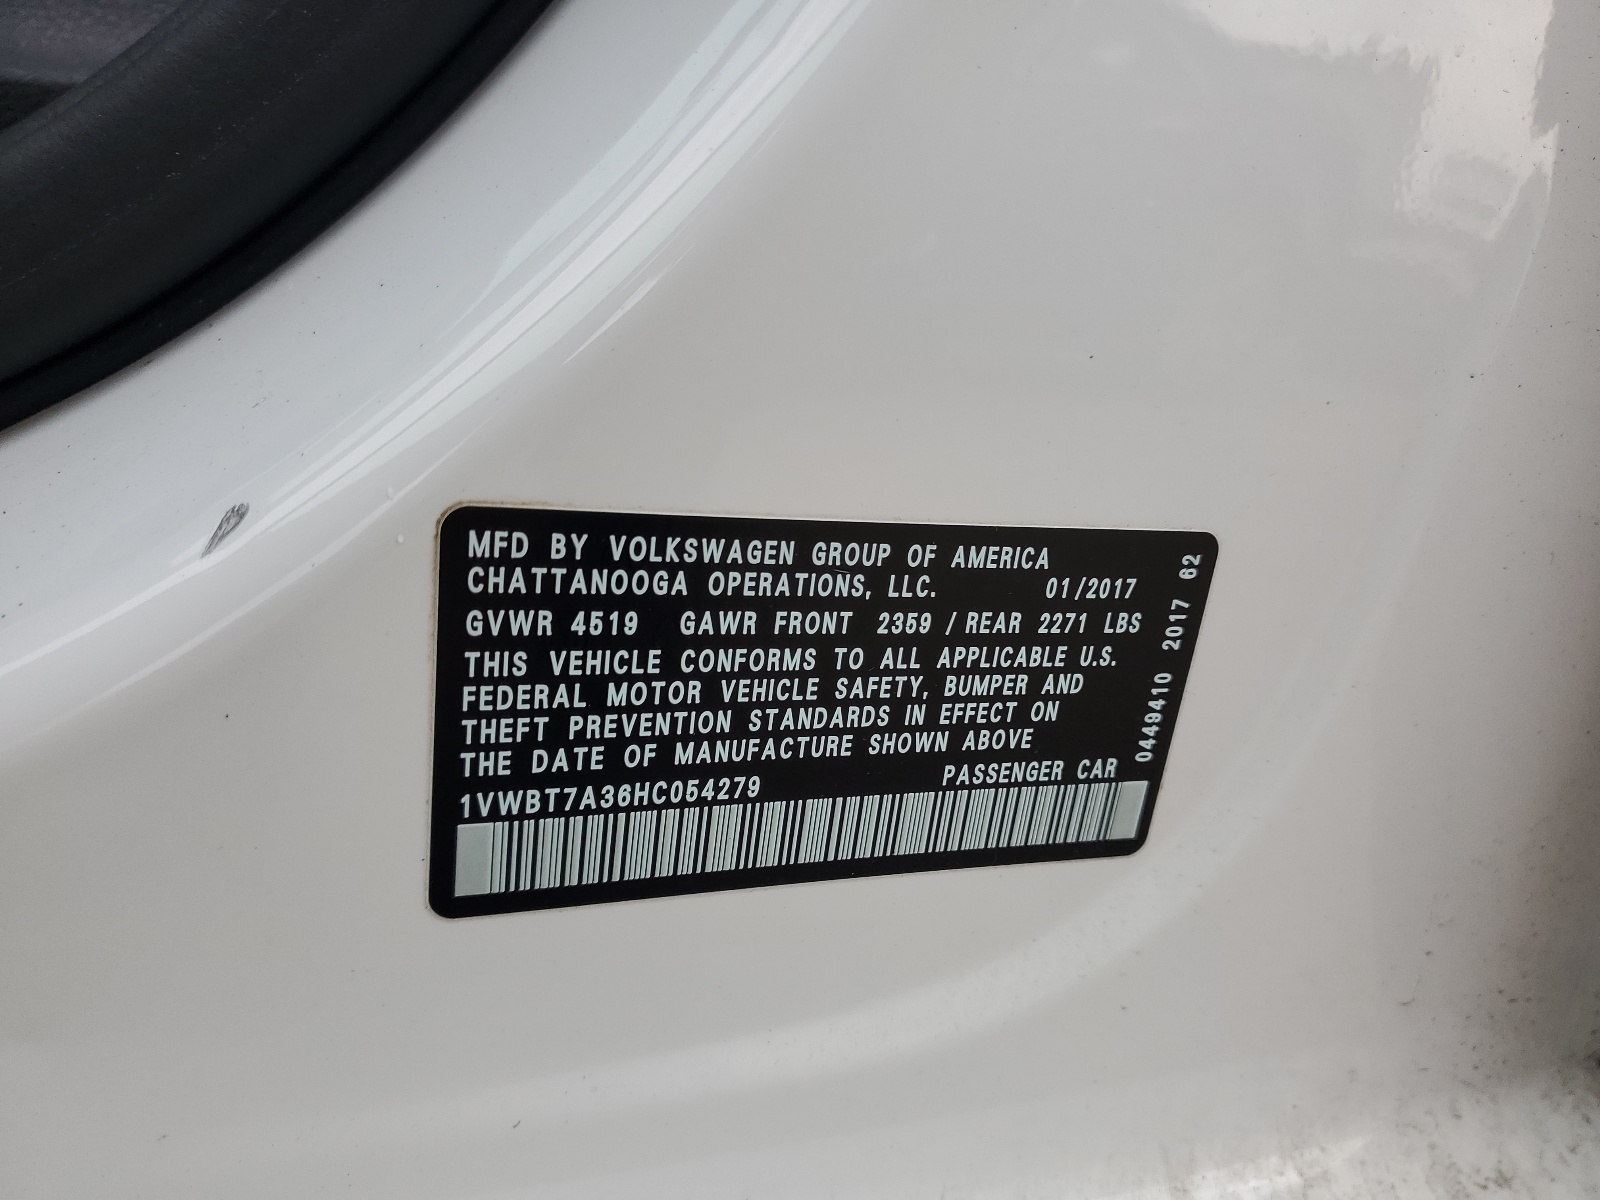 MFD BY VOLKSWAGEN GROUP OF AMERICA
CHATTANOOGA OPERATIONS, LLC. 01/2017
GVWR 4519 GAWR FRONT 2359 / REAR 2271 LBS
THIS VEHICLE CONFORMS TO ALL APPLICABLE U.S.
FEDERAL MOTOR VEHICLE SAFETY, BUMPER AND
THEFT PREVENTION STANDARDS IN EFFECT ON
THE DATE OF MANUFACTURE SHOWN ABOVE
1VWBT7A36HC054279 PASSENGER CAR
0449410 2017 62